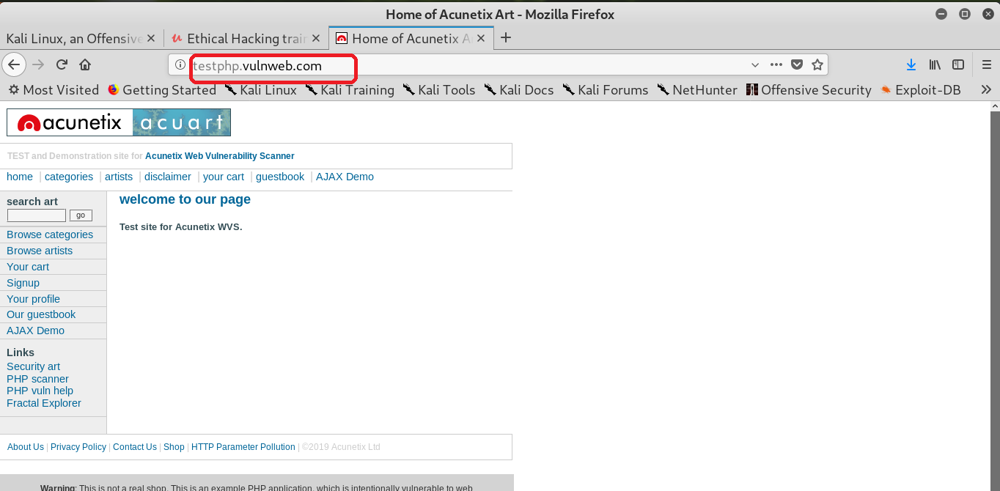 Home of Acunetix Art - Mozilla Firefox
Kali Linux, an Offensive Ethical Hacking train Home of Acunetix A
testphp.vulnweb.com
Most Visited Getting Started Kali Linux Kali Training Kali Tools Kali Docs Kali Forums NetHunter Offensive Security Exploit-DB
acunetix acuart
TEST and Demonstration site for Acunetix Web Vulnerability Scanner
home | categories | artists | disclaimer | your cart | guestbook | AJAX Demo
search art
go
Browse categories
Browse artists
Your cart
Signup
Your profile
Our guestbook
AJAX Demo
Links
Security art
PHP scanner
PHP vuln help
Fractal Explorer
welcome to our page
Test site for Acunetix WVS.
About Us | Privacy Policy | Contact Us | Shop | HTTP Parameter Pollution | ©2019 Acunetix Ltd
Warning: This is not a real shop. This is an example PHP application, which is intentionally vulnerable to web